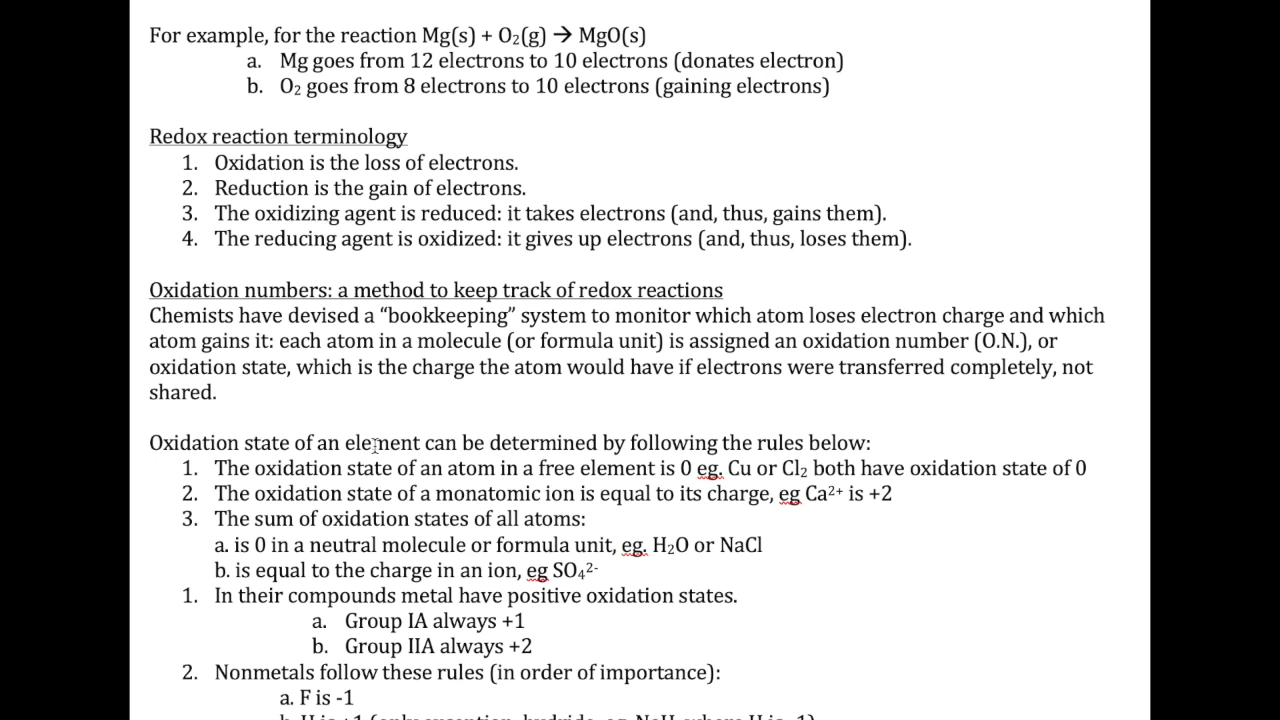 For example, for the reaction Mg(s) + O₂(g) → MgO(s)
a. Mg goes from 12 electrons to 10 electrons (donates electron)
b. O₂ goes from 8 electrons to 10 electrons (gaining electrons)
Redox reaction terminology
1. Oxidation is the loss of electrons.
2. Reduction is the gain of electrons.
3. The oxidizing agent is reduced: it takes electrons (and, thus, gains them).
4. The reducing agent is oxidized: it gives up electrons (and, thus, loses them).
Oxidation numbers: a method to keep track of redox reactions
Chemists have devised a “bookkeeping” system to monitor which atom loses electron charge and which
atom gains it: each atom in a molecule (or formula unit) is assigned an oxidation number (O.N.), or
oxidation state, which is the charge the atom would have if electrons were transferred completely, not
shared.
Oxidation state of an element can be determined by following the rules below:
1. The oxidation state of an atom in a free element is 0 eg. Cu or Cl₂ both have oxidation state of 0
2. The oxidation state of a monatomic ion is equal to its charge, eg Ca²⁺ is +2
3. The sum of oxidation states of all atoms:
a. is 0 in a neutral molecule or formula unit, eg. H₂O or NaCl
b. is equal to the charge in an ion, eg SO₄²⁻
1. In their compounds metal have positive oxidation states.
a. Group IA always +1
b. Group IIA always +2
2. Nonmetals follow these rules (in order of importance):
a. F is -1